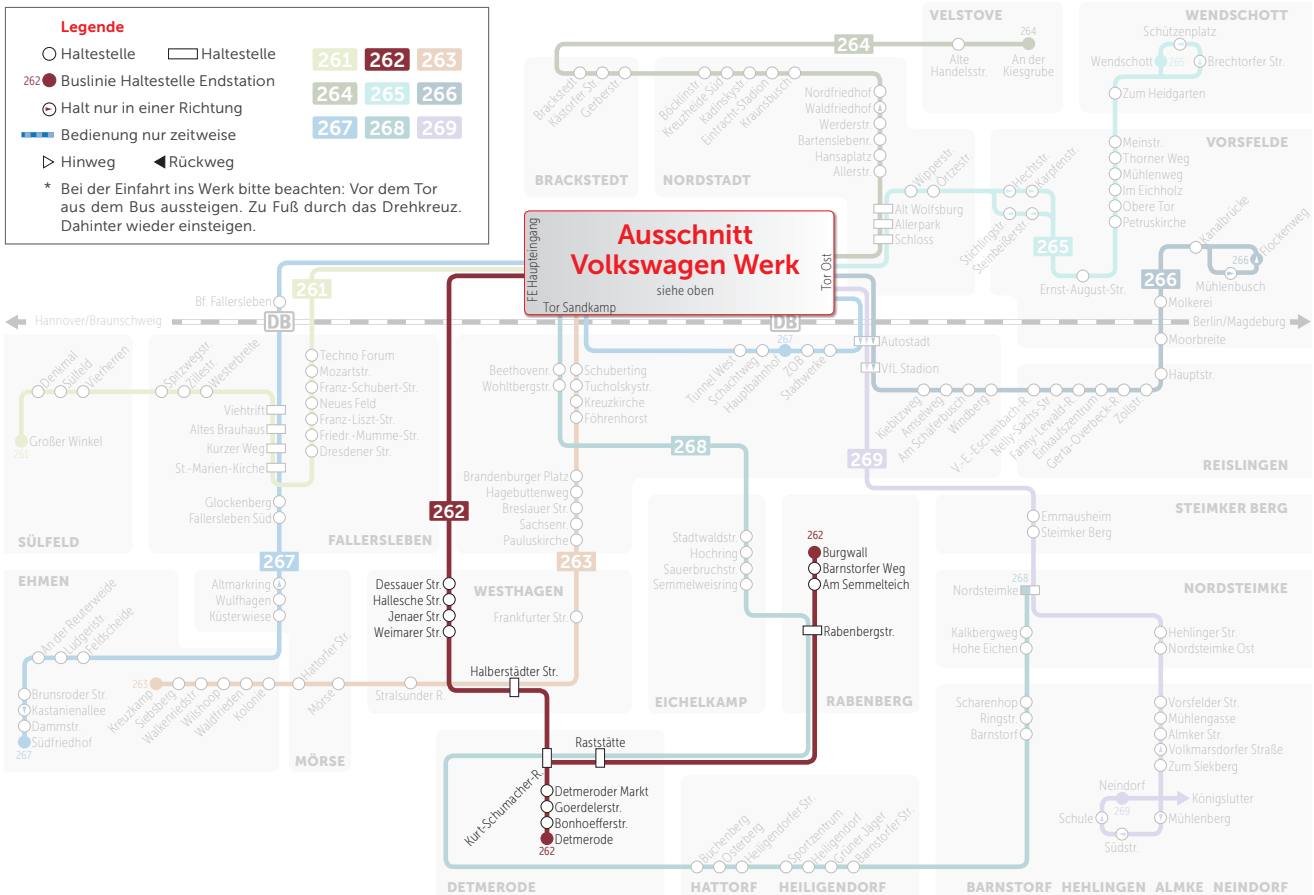 Legende
Haltestelle
Haltestelle
262 Buslinie Haltestelle Endstation
Halt nur in einer Richtung
Bedienung nur zeitweise
Hinweg
Rückweg
* Bei der Einfahrt ins Werk bitte beachten: Vor dem Tor
aus dem Bus aussteigen. Zu Fuß durch das Drehkreuz.
Dahinter wieder einsteigen.
261 262 263
264 265 266
267 268 269
VELSTOVE
264
264
Alte
Handelsstr.
An der
Kiesgrube
WENDSCHOTT
Schützenplatz
Wendschott
265
Brechtorfer Str.
Zum Heidgarten
Brackstedt
Kästorfer Str.
Gerberstr.
BRACKSTEDT
Böcklinstr.
Kreuzheide Süd
Kadinskystr.
Eintracht-Stadion
Kransbusch
NORDSTADT
Nordfriedhof
Waldfriedhof
Werderstr.
Bartenslebenr.
Hansaplatz
Allerstr.
Wipperstr.
Ortzestr.
Alt Wolfsburg
Allerpark
Schloss
Hechtstr.
Karpfenstr.
Stichlingstr.
Steinbeißerstr.
265
Ernst-August-Str.
Meinstr.
Thorner Weg
Mühlenweg
Im Eichholz
Obere Tor
Petruskirche
VORSFELDE
Kanalbrücke
Flockenweg
266
Mühlenbusch
266
Molkerei
Berlin/Magdeburg
Moorbreite
Hauptstr.
Ausschnitt
Volkswagen Werk
siehe oben
FE Haupteingang
Tor Sandkamp
Tor Ost
261
Bf. Fallersleben
Hannover/Braunschweig
DB
DB
Denkmal
Sülfeld
Vierherren
Spitzwegstr.
Zillestr.
Westerbreite
Großer Winkel
261
SÜLFELD
Techno Forum
Mozartstr.
Franz-Schubert-Str.
Neues Feld
Franz-Liszt-Str.
Friedr.-Mumme-Str.
Dresdener Str.
Viehtrift
Altes Brauhaus
Kurzer Weg
St.-Marien-Kirche
Glockenberg
Fallersleben Süd
FALLERSLEBEN
262
Beethovenr.
Wohltbergstr.
Schuberting
Tucholskystr.
Kreuzkirche
Föhrenhorst
Brandenburger Platz
Hagebuttenweg
Breslauer Str.
Sachsenr.
Pauluskirche
263
Tunnel West
Schachtweg
Hauptbahnhof
267
ZOB
Stadtwerke
Autostadt
VfL Stadion
268
269
Kiebitzweg
Amselweg
Am Schäferbusch
Windberg
V.-E.-Eschenbach-R.
Nelly-Sachs-Str
Fanny-Lewald-R.
Einkaufszentrum
Gerta-Overbeck-R.
Zollstr.
REISLINGEN
Emmausheim
Steimker Berg
STEIMKER BERG
267
EHMEN
Altmarkring
Wulfhagen
Küsterwiese
An der Reuterweide
Ludgeristr
Feldscheide
Brunsroder Str.
Kastanienallee
Dammstr.
Südfriedhof
267
263
Kreuzkamp
Siebsberg
Walkenriedstr
Wilshoop
Waldfrieden
Kolonie
Hattorfer Str.
Mörse
MÖRSE
Stralsunder R.
Dessauer Str.
Hallesche Str.
Jenaer Str.
Weimarer Str.
WESTHAGEN
Frankfurter Str.
Halberstädter Str.
Stadtwaldstr.
Hochring
Sauerbruchstr.
Semmelweisring
EICHELKAMP
262
Burgwall
Barnstorfer Weg
Am Semmelteich
Rabenbergstr.
RABENBERG
268
Nordsteimke
NORDSTEIMKE
Kalkbergweg
Hohe Eichen
Hehlinger Str.
Nordsteimke Ost
Scharenhop
Ringstr.
Barnstorf
Vorsfelder Str.
Mühlengasse
Almker Str.
Volkmarsdorfer Straße
Zum Siekberg
Neindorf
269
Königslutter
Schule
Mühlenberg
Südstr.
Raststätte
Kurt-Schumacher-R.
Detmeroder Markt
Goerdelerstr.
Bonhoefferstr.
Detmerode
262
Buchenberg
Osterberg
Heiligendorfer Str.
Sportzentrum
Heiligendorf
Grüner Jäger
Barnstorfer Str.
DETMERODE
HATTORF
HEILIGENDORF
BARNSTORF
HEHLINGEN
ALMKE
NEINDORF